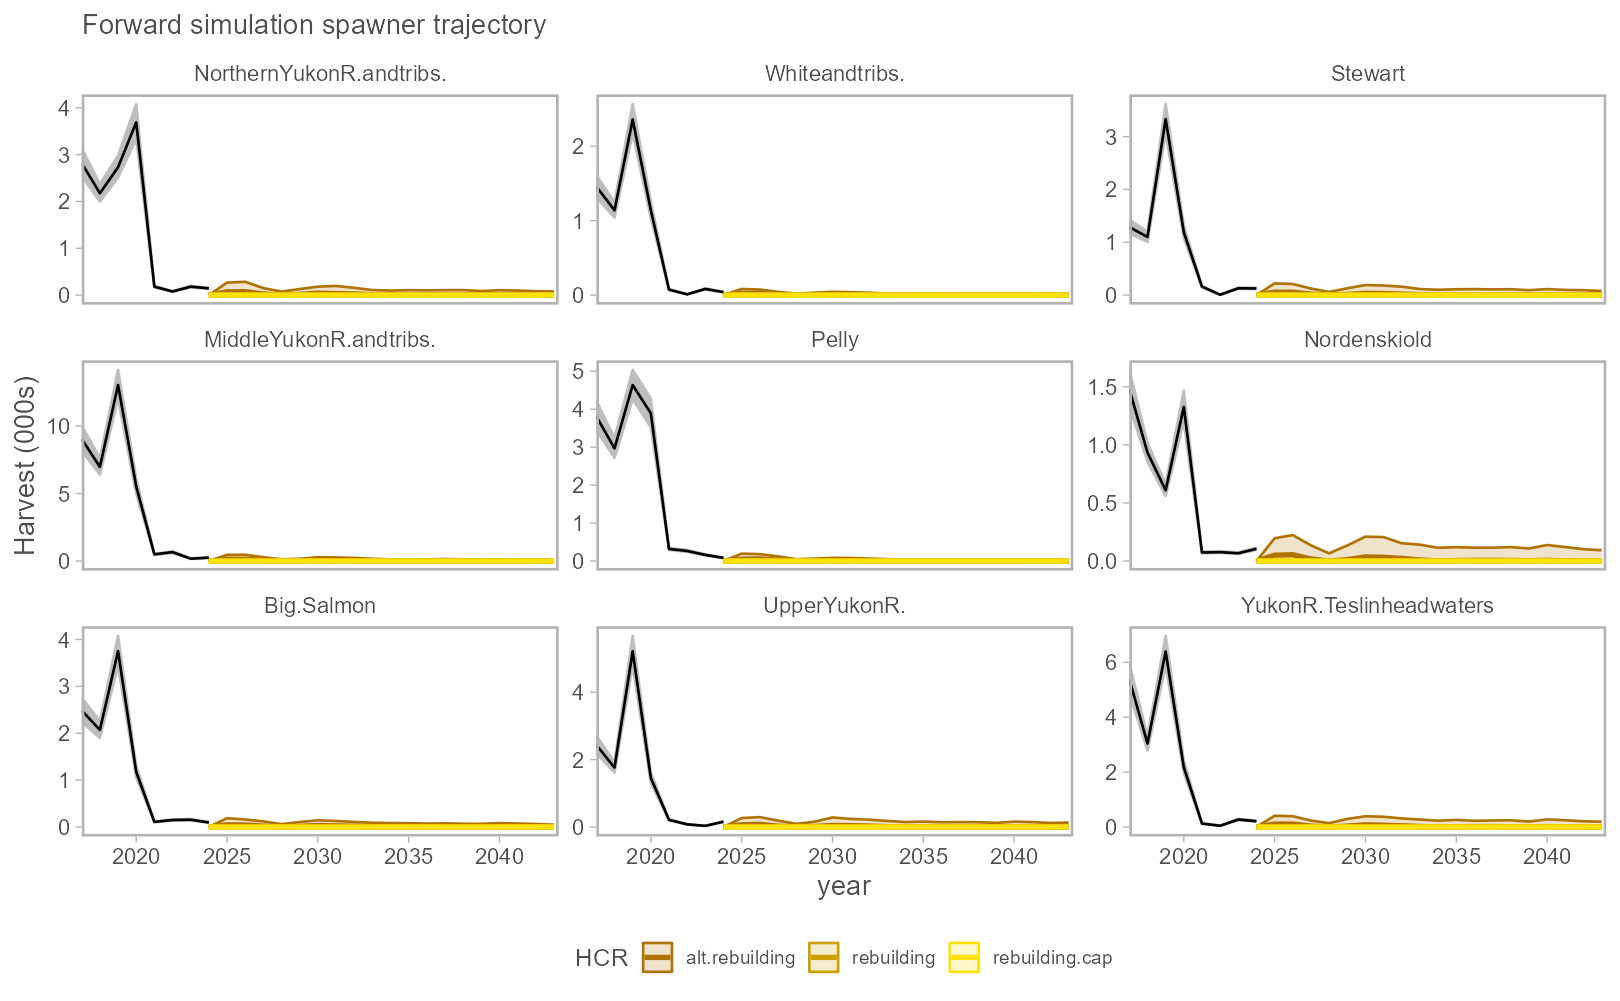 Forward simulation spawner trajectory
NorthernYukonR.andtribs.
Whiteandtribs.
Stewart
4
3
2
1
0
2
1
0
3
2
1
0
MiddleYukonR.andtribs.
Pelly
Nordenskiold
Harvest (000s)
10
5
0
5
4
3
2
1
0
1.5
1.0
0.5
0.0
Big.Salmon
UpperYukonR.
YukonR.Teslinheadwaters
4
3
2
1
0
4
2
0
6
4
2
0
2020 2025 2030 2035 2040
2020 2025 2030 2035 2040
2020 2025 2030 2035 2040
year
HCR alt.rebuilding rebuilding rebuilding.cap